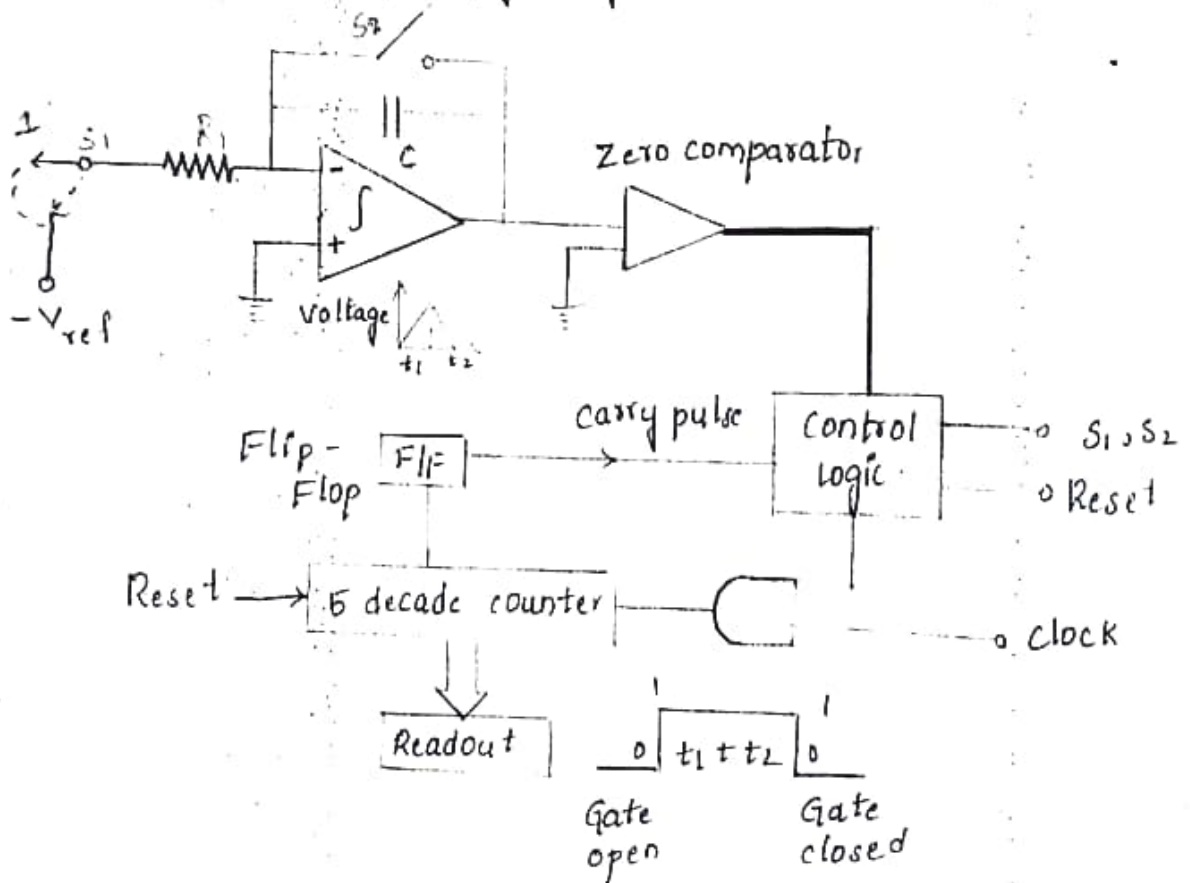 S2
1
S1
R1
C
-
∫
+
Zero comparator
-Vref
Voltage
t1 t2
Carry pulse
Control
Logic
S1, S2
Reset
Flip-
Flop
F/F
Reset
5 decade counter
Clock
Readout
1
0
t1 + t2
1
0
Gate
open
Gate
closed